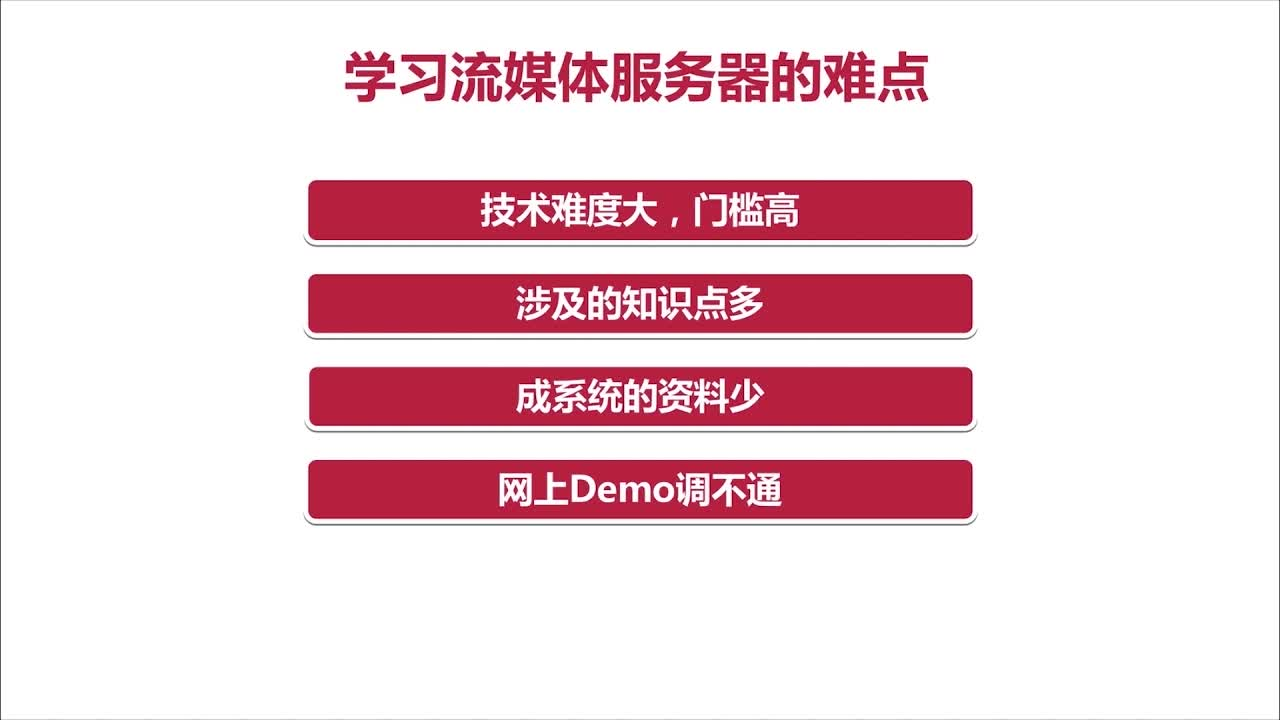 学习流媒体服务器的难点
技术难度大，门槛高
涉及的知识点多
成系统的资料少
网上Demo调不通